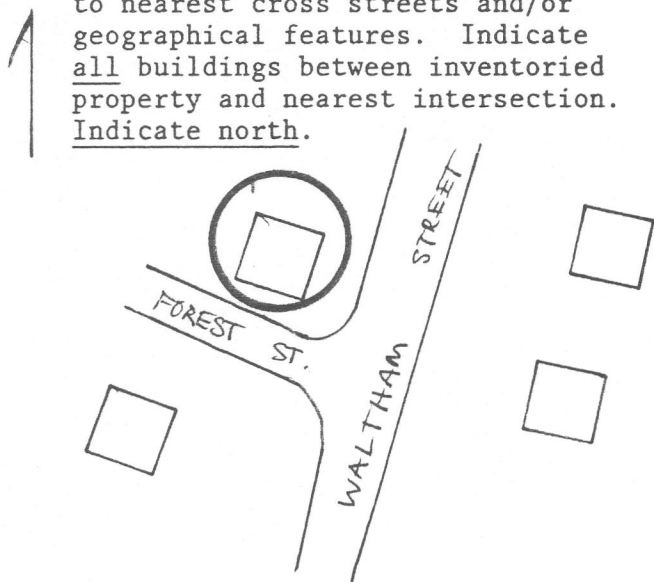 to nearest cross streets and/or
geographical features. Indicate
all buildings between inventoried
property and nearest intersection.
Indicate north.
FOREST ST.
WALTHAM STREET